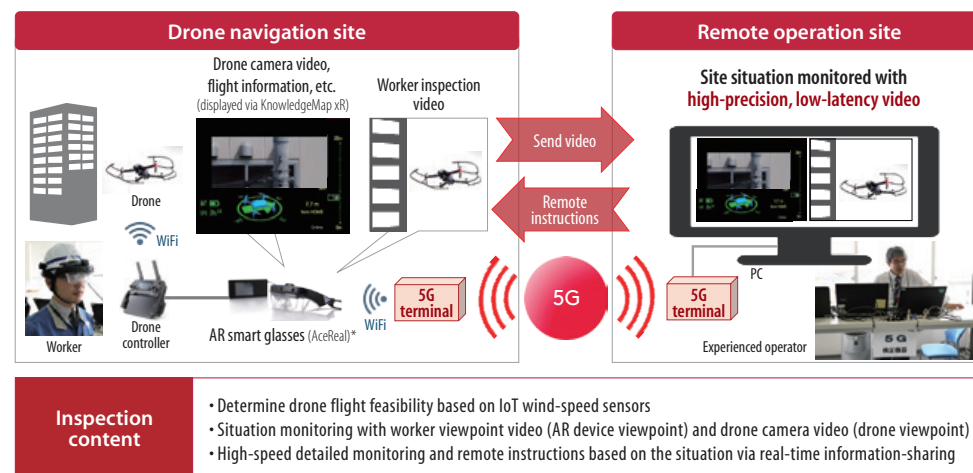 Drone navigation site
Drone camera video,
flight information, etc.
(displayed via KnowledgeMap xR)
Worker inspection
video
Drone
WiFi
Worker
Drone
controller
AR smart glasses (AceReal)*
WiFi
5G
terminal
Send video
Remote
instructions
5G
Remote operation site
Site situation monitored with
high-precision, low-latency video
PC
5G
terminal
Experienced operator
5G
Inspection
content
• Determine drone flight feasibility based on IoT wind-speed sensors
• Situation monitoring with worker viewpoint video (AR device viewpoint) and drone camera video (drone viewpoint)
• High-speed detailed monitoring and remote instructions based on the situation via real-time information-sharing